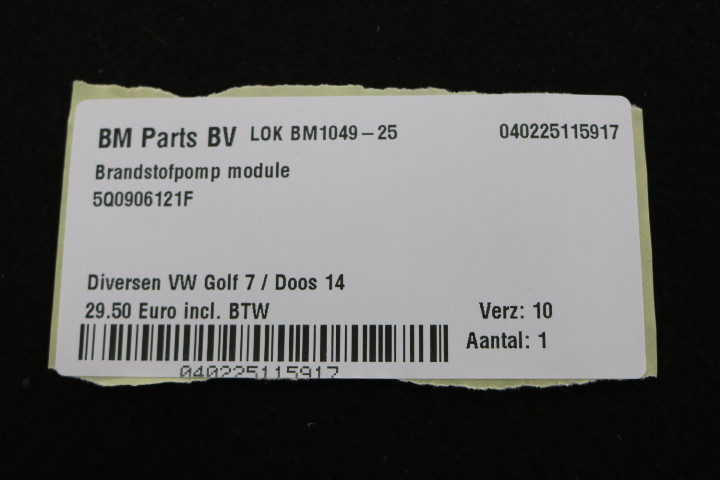 BM Parts BV LOK BM1049-25 040225115917
Brandstofpomp module
5Q0906121F
Diversen VW Golf 7 / Doos 14
29.50 Euro incl. BTW Verz: 10
Aantal: 1
040225115917